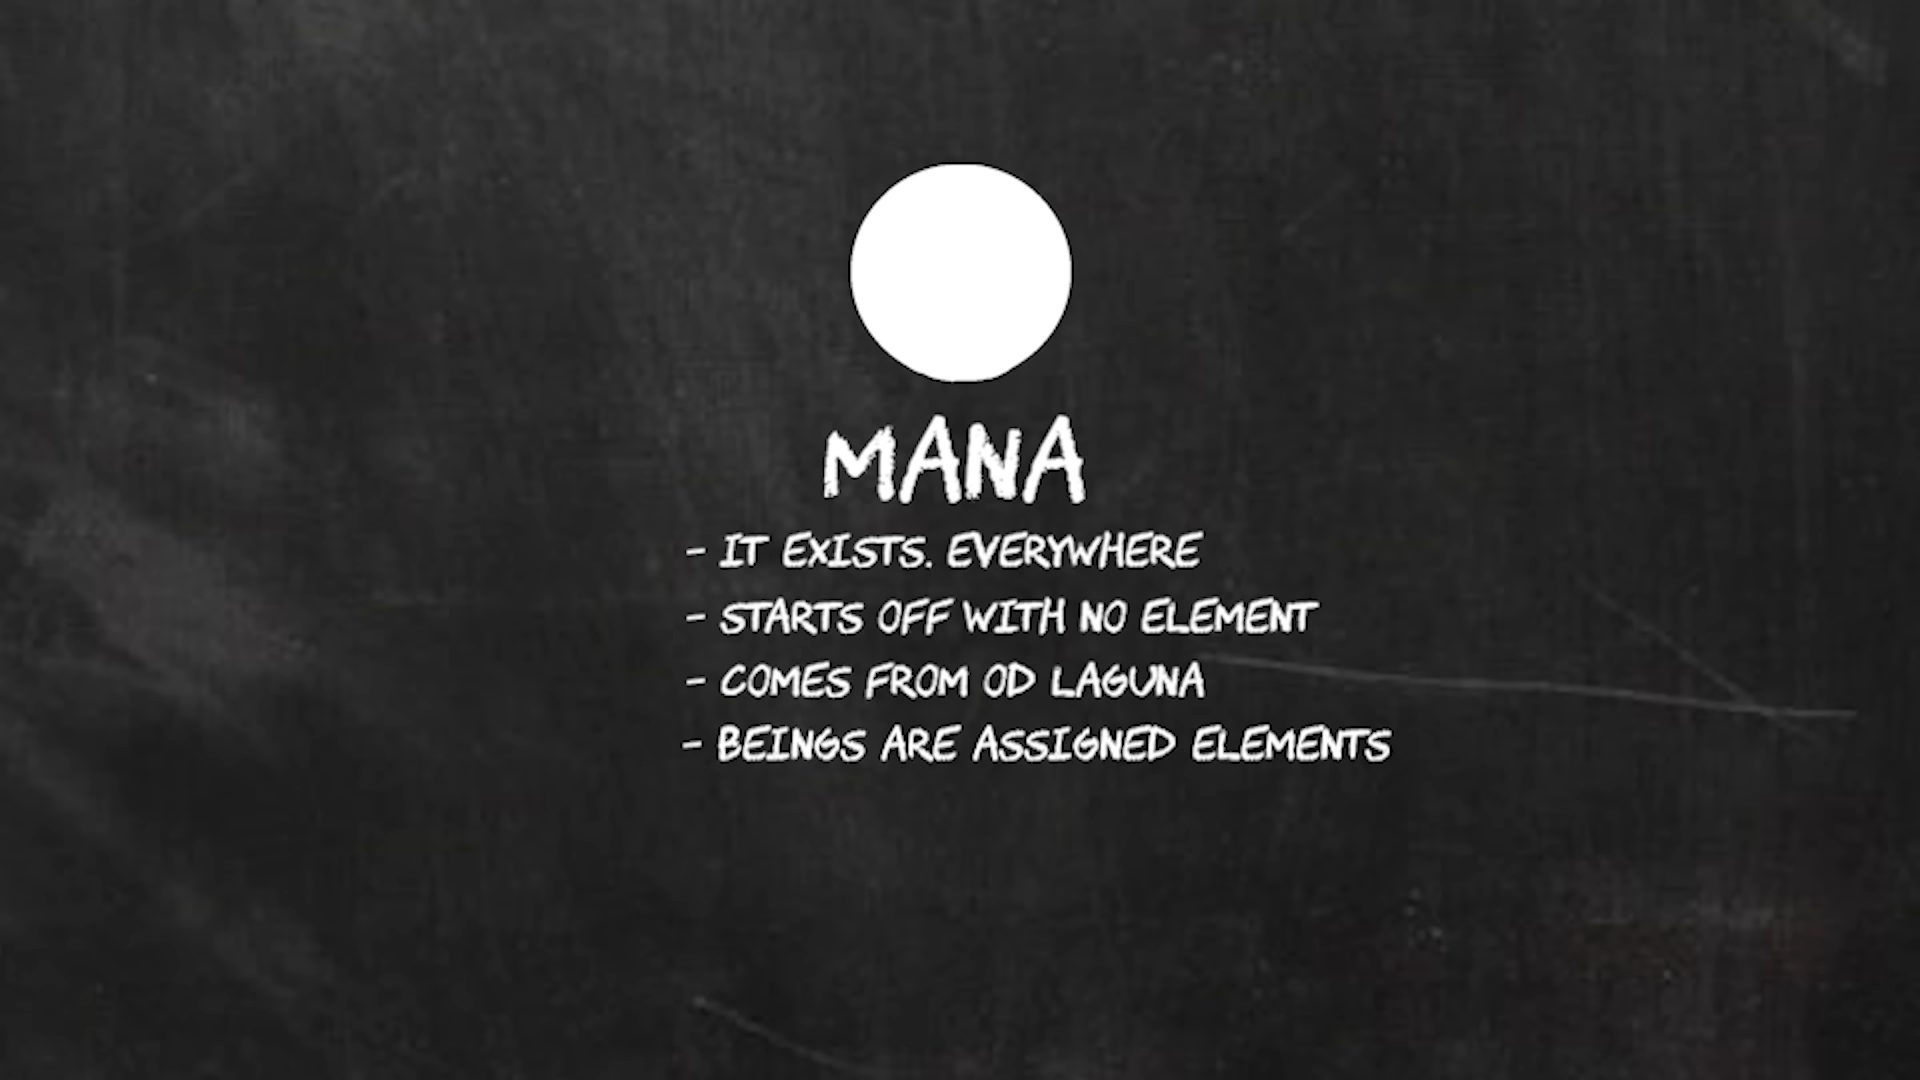 MANA
- IT EXISTS. EVERYWHERE
- STARTS OFF WITH NO ELEMENT
- COMES FROM OD LAGUNA
- BEINGS ARE ASSIGNED ELEMENTS